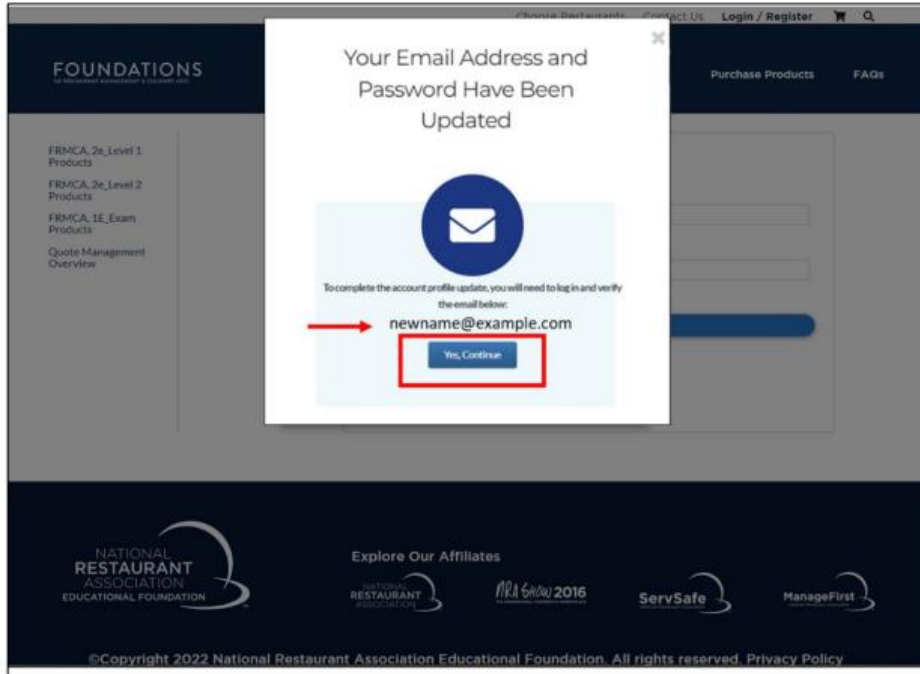 Choose Restaurants Contact Us Login / Register
FOUNDATIONS
Purchase Products FAQs
FRMCA, 2e_Level 1
Products
FRMCA, 2e_Level 2
Products
FRMCA, 1E_Exam
Products
Quote Management
Overview
Your Email Address and
Password Have Been
Updated
To complete the account profile update, you will need to log in and verify
the email below:
newname@example.com
Yes, Continue
NATIONAL
RESTAURANT
ASSOCIATION
EDUCATIONAL FOUNDATION
Explore Our Affiliates
NATIONAL
RESTAURANT
ASSOCIATION
NRA SHOW 2016
ServSafe
ManageFirst
©Copyright 2022 National Restaurant Association Educational Foundation. All rights reserved. Privacy Policy